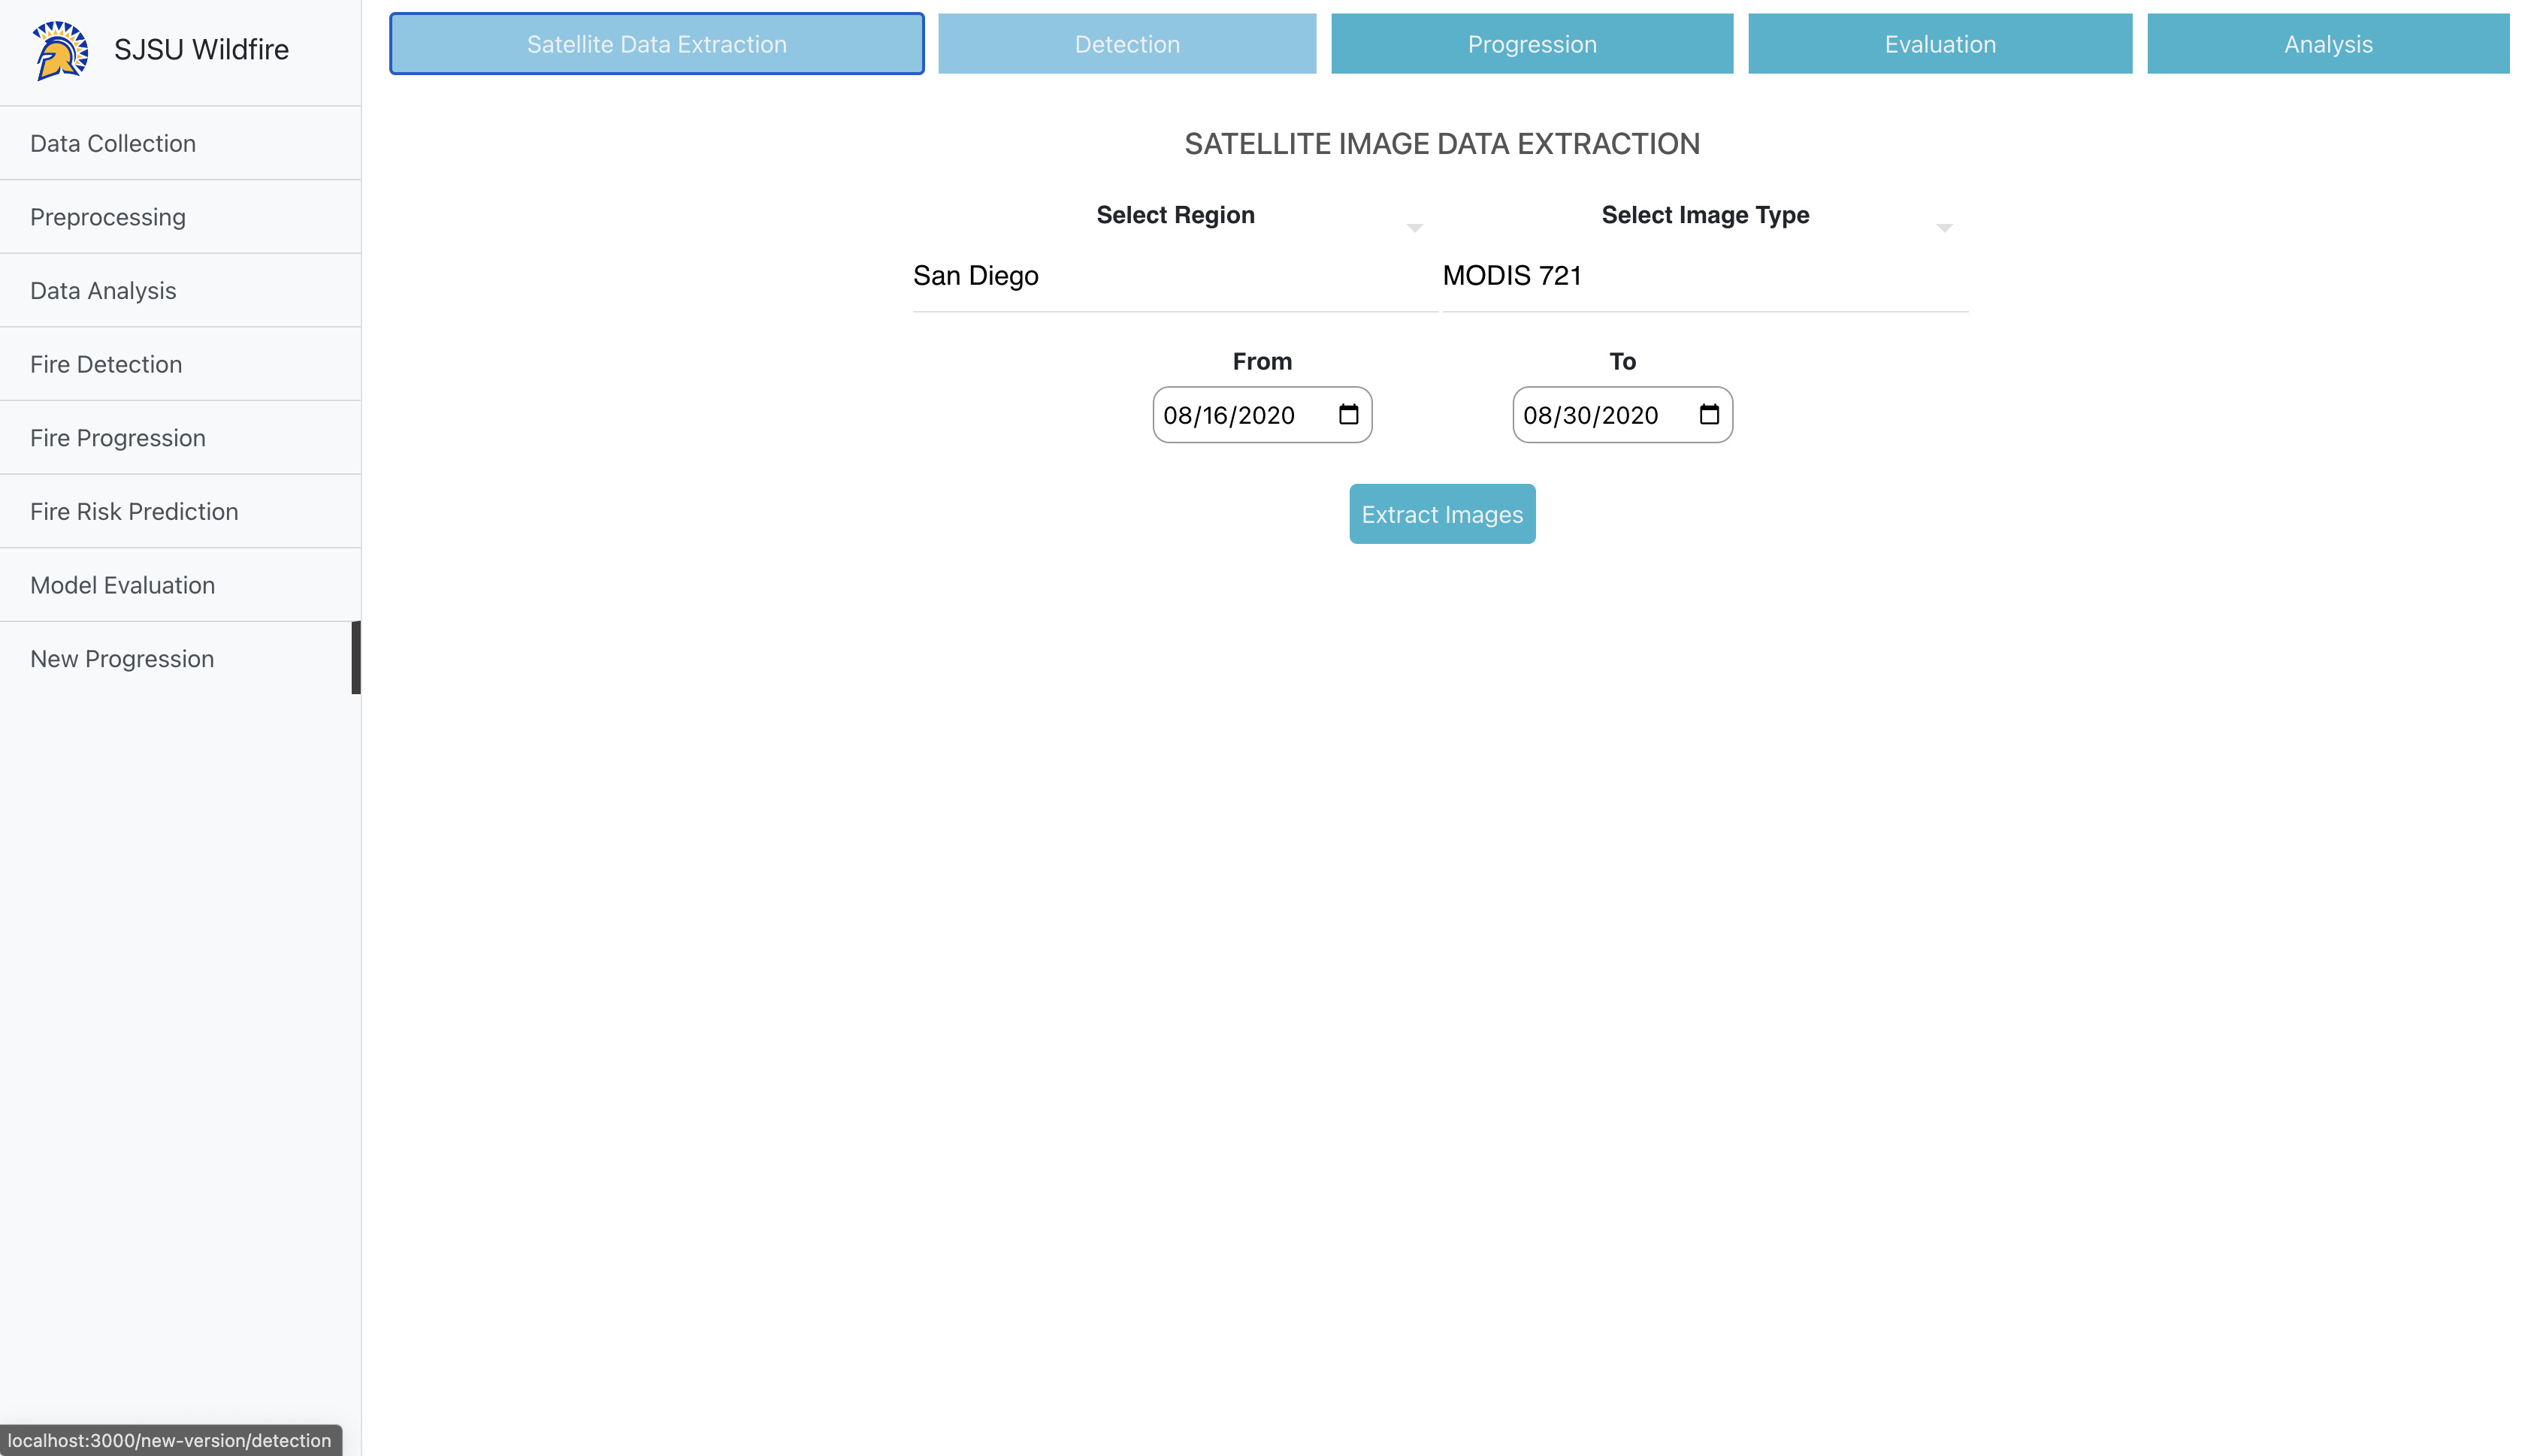 SJSU Wildfire
Satellite Data Extraction
Detection
Progression
Evaluation
Analysis
Data Collection
Preprocessing
Data Analysis
Fire Detection
Fire Progression
Fire Risk Prediction
Model Evaluation
New Progression
SATELLITE IMAGE DATA EXTRACTION
Select Region
Select Image Type
San Diego
MODIS 721
From
To
08/16/2020
08/30/2020
Extract Images
localhost:3000/new-version/detection